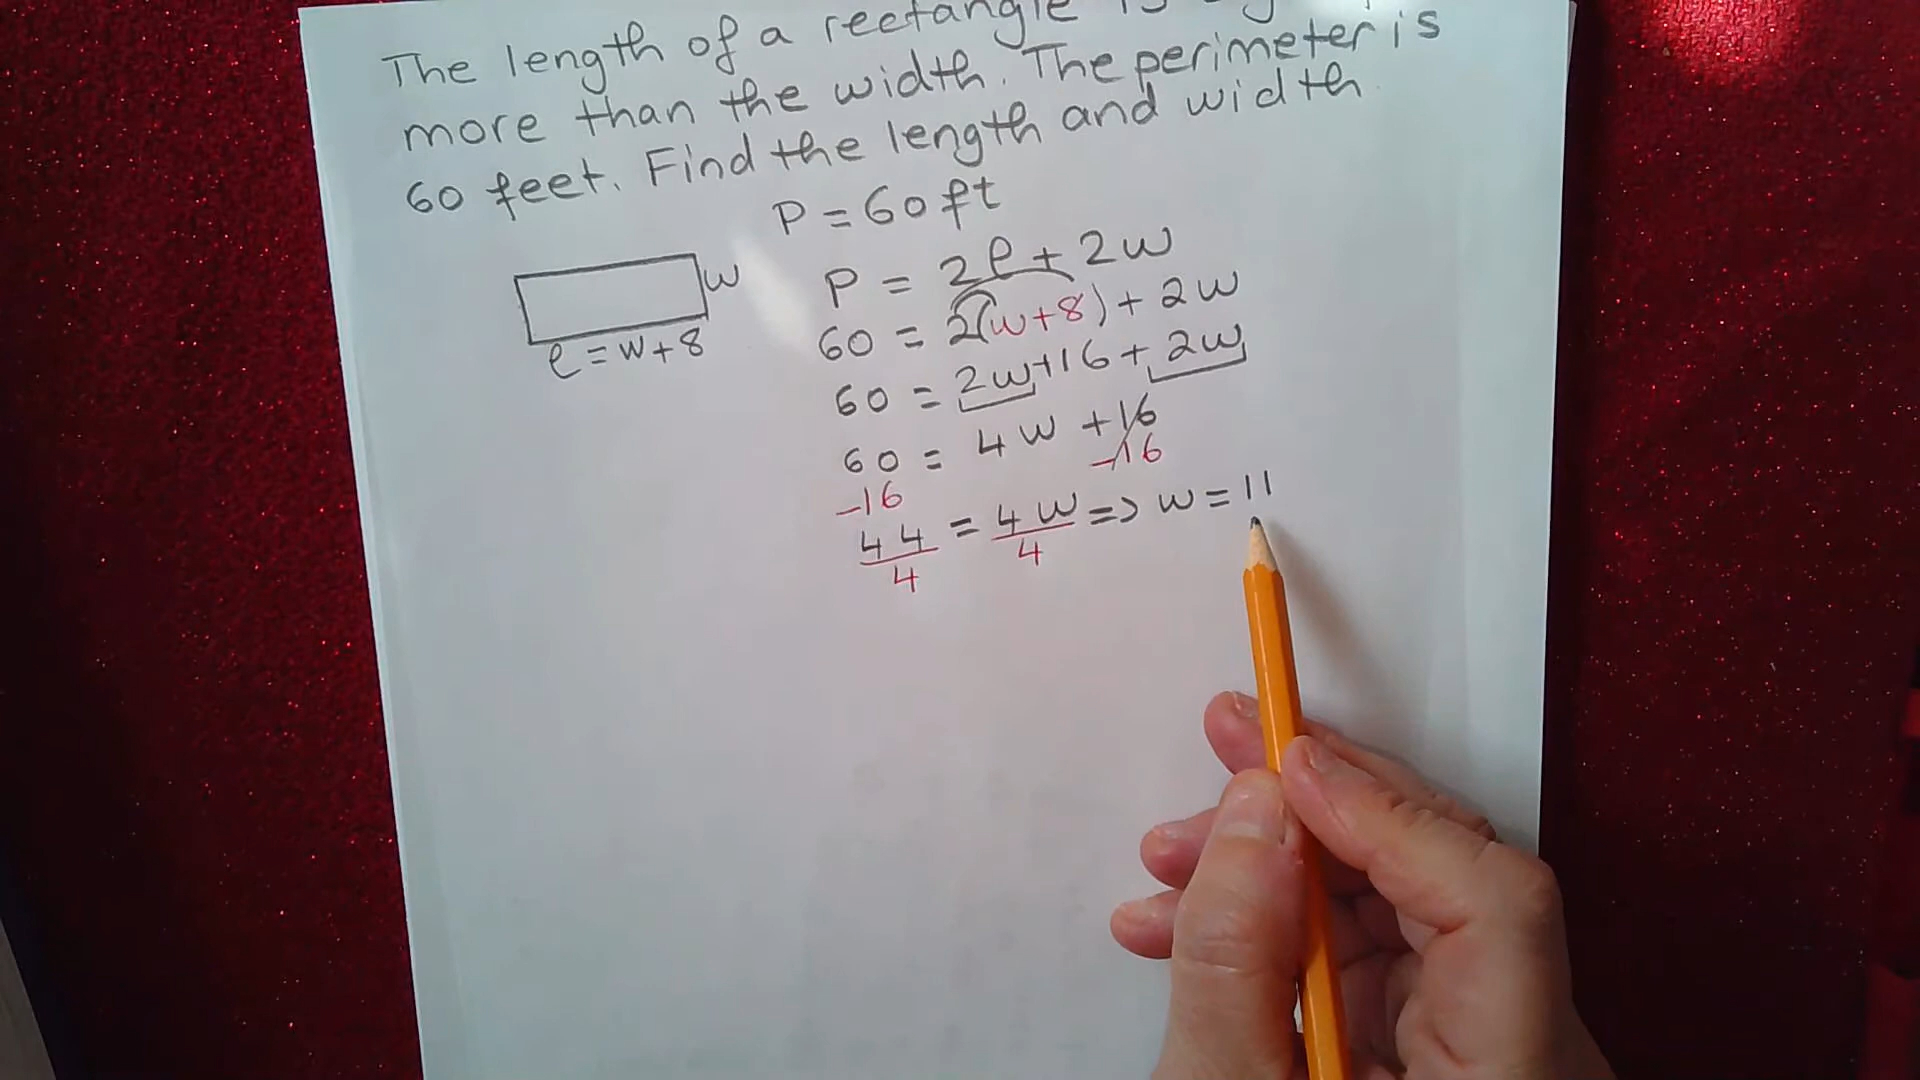 The length of a rectangle is
more than the width. The perimeter is
60 feet. Find the length and width.
P = 60 ft
w
l = w+8
P = 2l + 2w
60 = 2(w+8) + 2w
60 = 2w+16+2w
60 = 4w +16
-16 -16
44 = 4w => w = 11
4 4